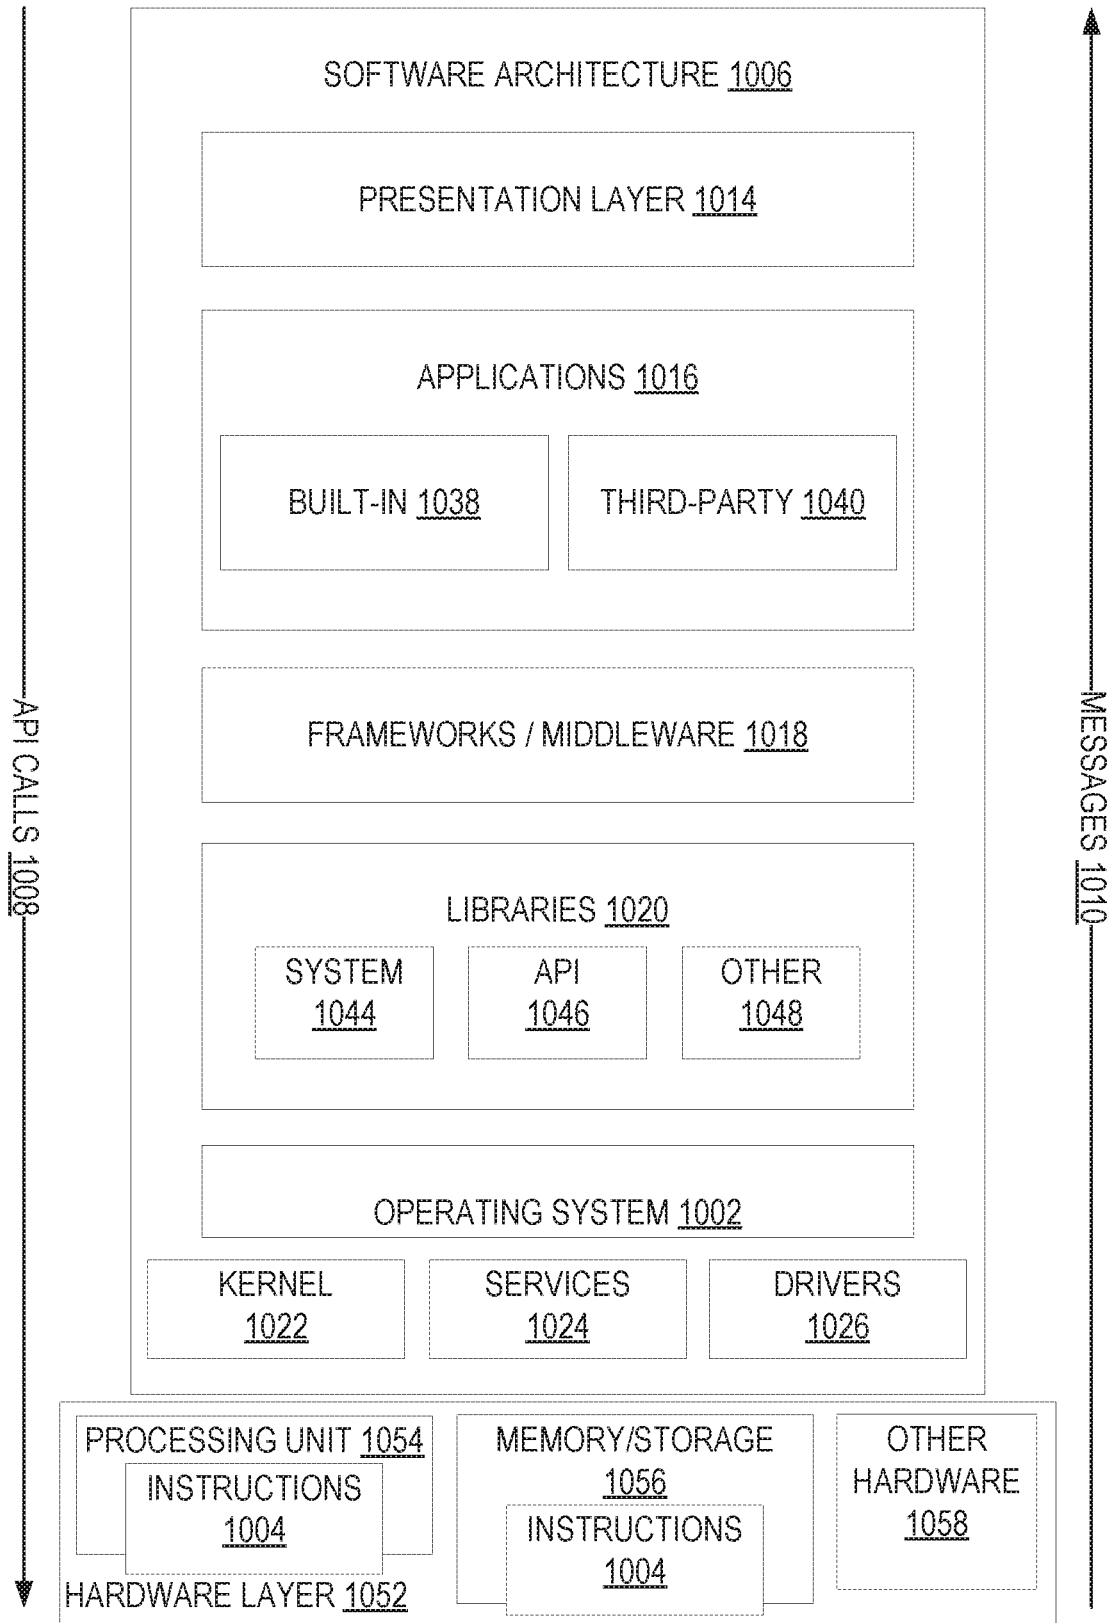 SOFTWARE ARCHITECTURE 1006
PRESENTATION LAYER 1014
APPLICATIONS 1016
BUILT-IN 1038
THIRD-PARTY 1040
FRAMEWORKS / MIDDLEWARE 1018
API CALLS 1008
MESSAGES 1010
LIBRARIES 1020
SYSTEM
1044
API
1046
OTHER
1048
OPERATING SYSTEM 1002
KERNEL
1022
SERVICES
1024
DRIVERS
1026
PROCESSING UNIT 1054
INSTRUCTIONS
1004
MEMORY/STORAGE
1056
INSTRUCTIONS
1004
OTHER
HARDWARE
1058
HARDWARE LAYER 1052